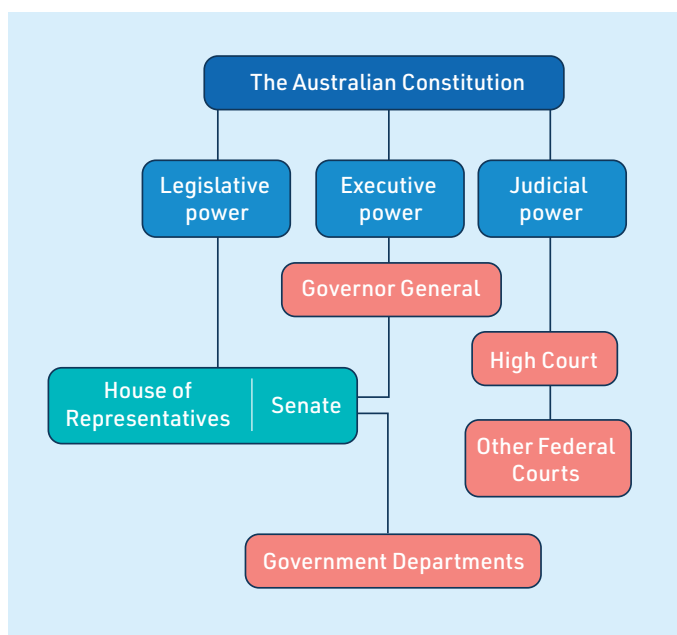 The Australian Constitution
Legislative
power
Executive
power
Judicial
power
Governor General
High Court
House of
Representatives
Senate
Other Federal
Courts
Government Departments